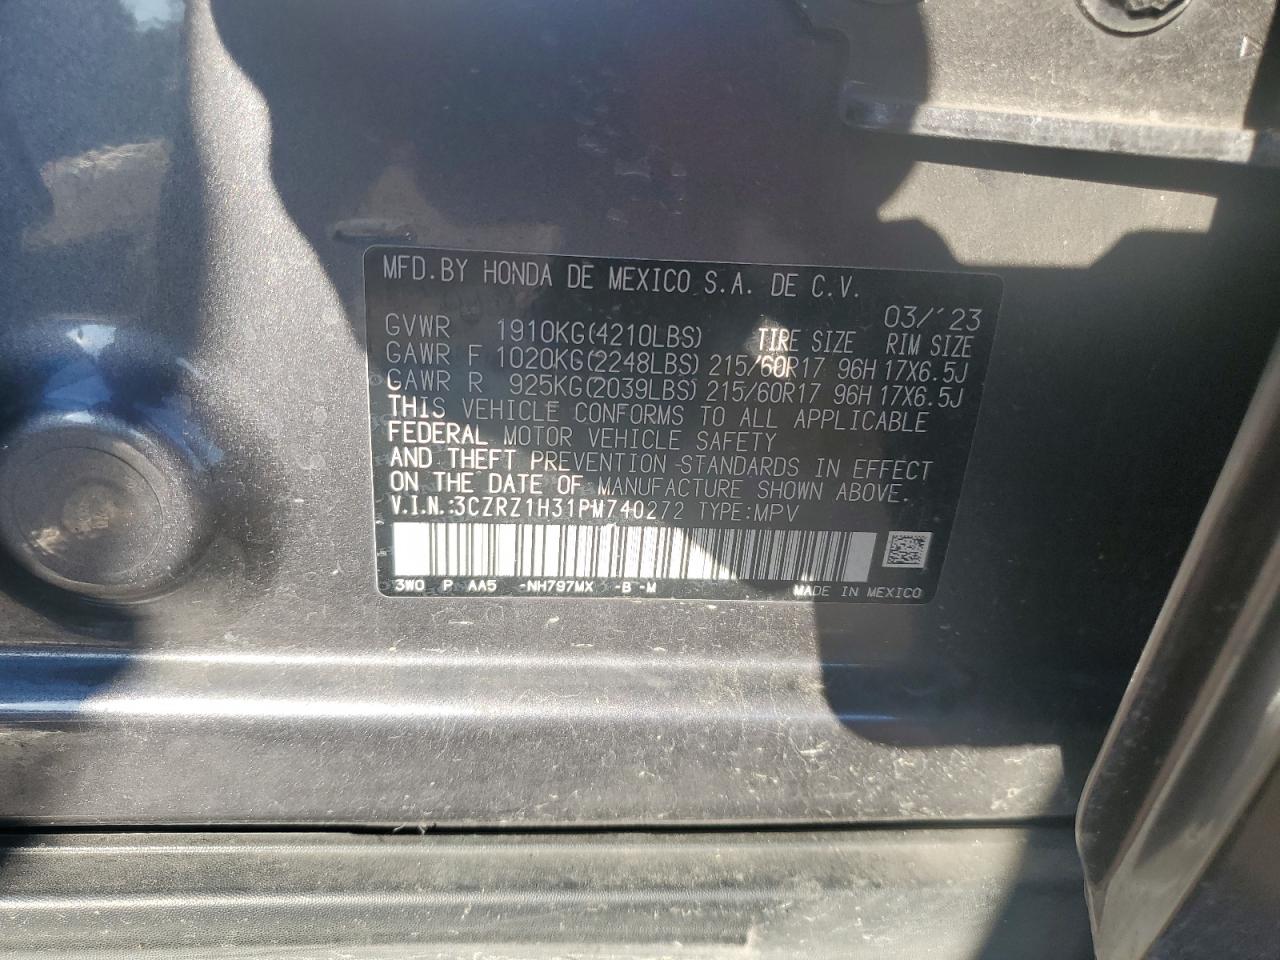 MFD.BY HONDA DE MEXICO S.A. DE C.V.
03/'23
GVWR 1910KG(4210LBS) TIRE SIZE RIM SIZE
GAWR F 1020KG(2248LBS) 215/60R17 96H 17X6.5J
GAWR R 925KG(2039LBS) 215/60R17 96H 17X6.5J
THIS VEHICLE CONFORMS TO ALL APPLICABLE
FEDERAL MOTOR VEHICLE SAFETY
AND THEFT PREVENTION STANDARDS IN EFFECT
ON THE DATE OF MANUFACTURE SHOWN ABOVE.
V.I.N.:3CZRZ1H31PM740272 TYPE:MPV
3W0 P AA5 -NH797MX -B -M MADE IN MEXICO